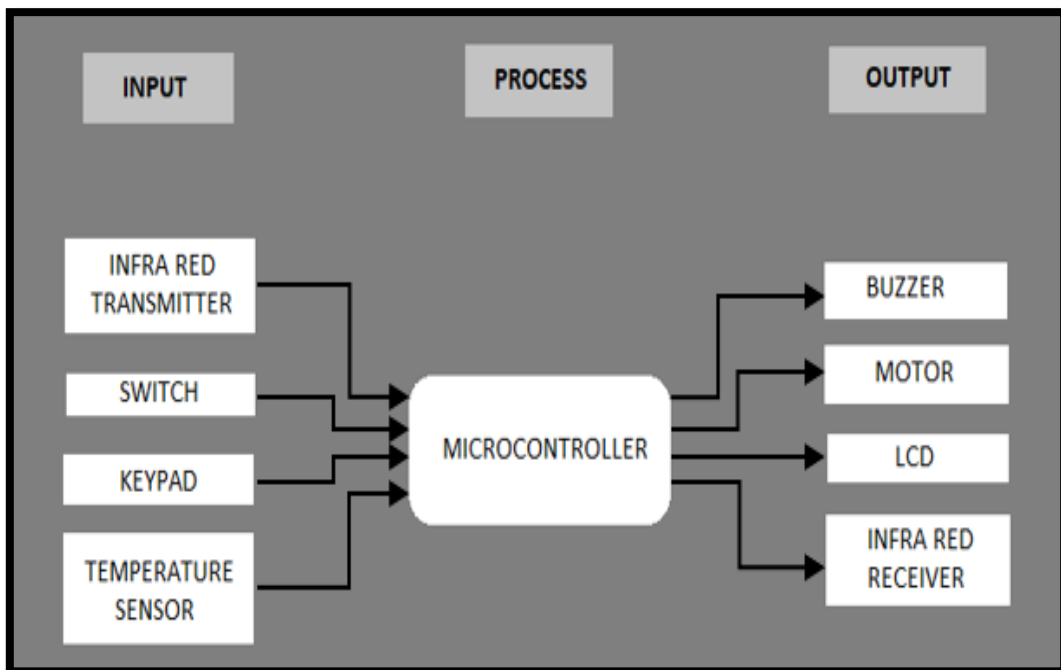 INPUT
PROCESS
OUTPUT
INFRA RED
TRANSMITTER
SWITCH
KEYPAD
TEMPERATURE
SENSOR
MICROCONTROLLER
BUZZER
MOTOR
LCD
INFRA RED
RECEIVER